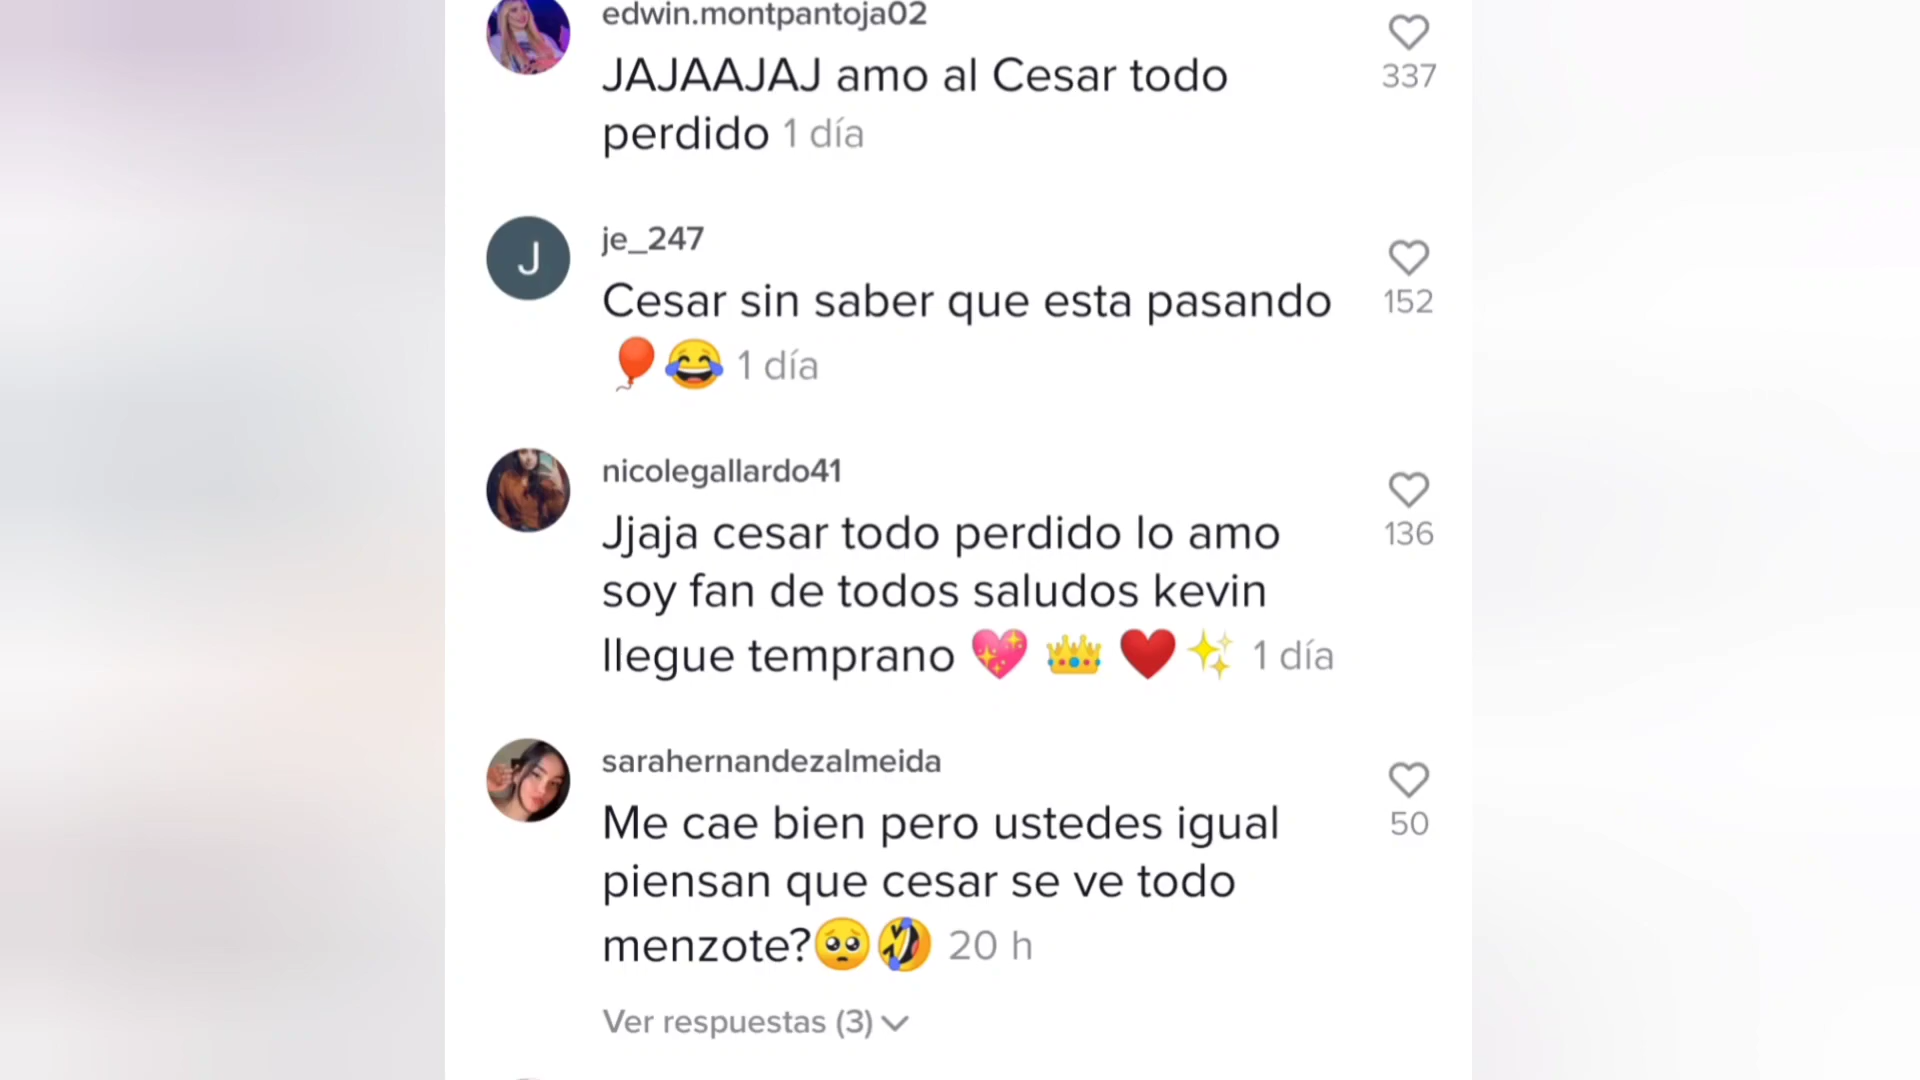 edwin.montpantoja02
JAJAAJAJ amo al Cesar todo
perdido 1 día
337
J
je_247
Cesar sin saber que esta pasando
🎈😂 1 día
152
nicolegallardo41
Jjaja cesar todo perdido lo amo
soy fan de todos saludos kevin
llegue temprano 💖 👑 ❤️✨ 1 día
136
sarahernandezalmeida
Me cae bien pero ustedes igual
piensan que cesar se ve todo
menzote?🥺🤣 20 h
50
Ver respuestas (3)